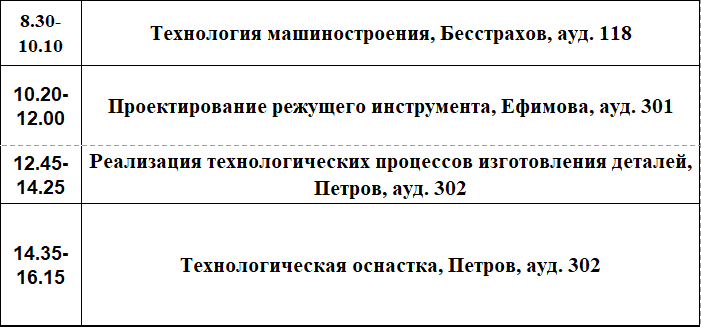 8.30-
10.10
Технология машиностроения, Бесстрахов, ауд. 118
10.20-
12.00
Проектирование режущего инструмента, Ефимова, ауд. 301
12.45-
14.25
Реализация технологических процессов изготовления деталей,
Петров, ауд. 302
14.35-
16.15
Технологическая оснастка, Петров, ауд. 302